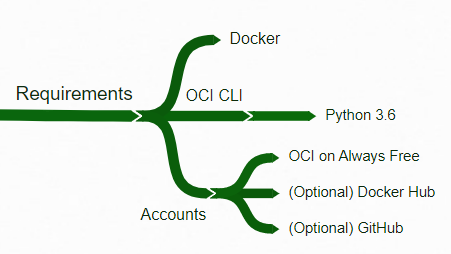 Docker
Requirements
OCI CLI
Python 3.6
OCI on Always Free
(Optional) Docker Hub
Accounts
(Optional) GitHub